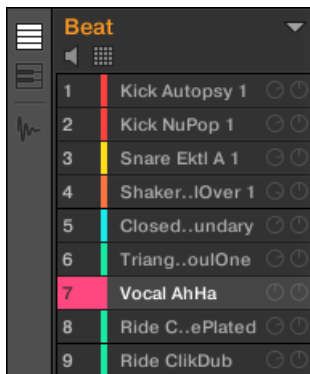 Beat
1 Kick Autopsy 1
2 Kick NuPop 1
3 Snare Ektl A 1
4 Shaker..lOver 1
5 Closed..undary
6 Triang..oulOne
7 Vocal AhHa
8 Ride C..ePlated
9 Ride ClikDub